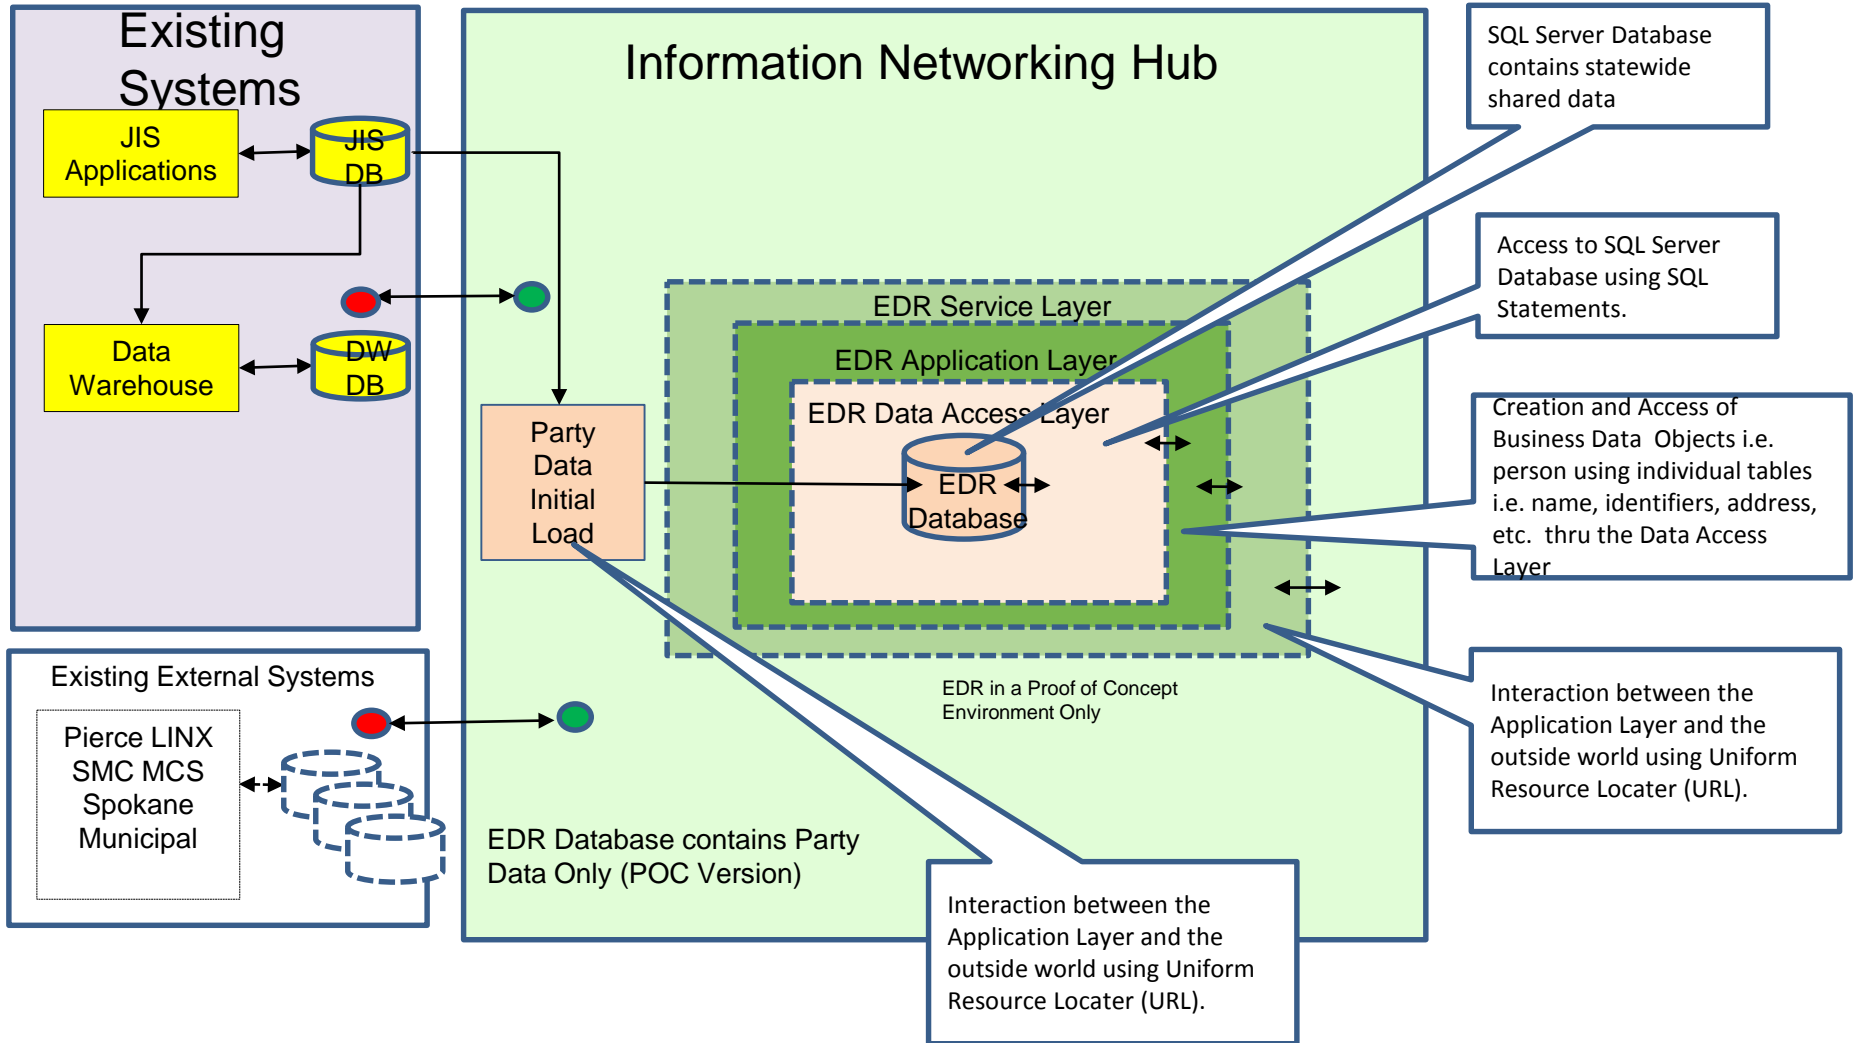 Existing
Systems
JIS
Applications
JIS
DB
Data
Warehouse
DW
DB
Existing External Systems
Pierce LINX
SMC MCS
Spokane
Municipal
Information Networking Hub
Party
Data
Initial
Load
EDR Service Layer
EDR Application Layer
EDR Data Access Layer
EDR
Database
EDR in a Proof of Concept
Environment Only
EDR Database contains Party
Data Only (POC Version)
SQL Server Database
contains statewide
shared data
Access to SQL Server
Database using SQL
Statements.
Creation and Access of
Business Data  Objects i.e.
person using individual tables
i.e. name, identifiers, address,
etc.  thru the Data Access
Layer
Interaction between the
Application Layer and the
outside world using Uniform
Resource Locater (URL).
Interaction between the
Application Layer and the
outside world using Uniform
Resource Locater (URL).